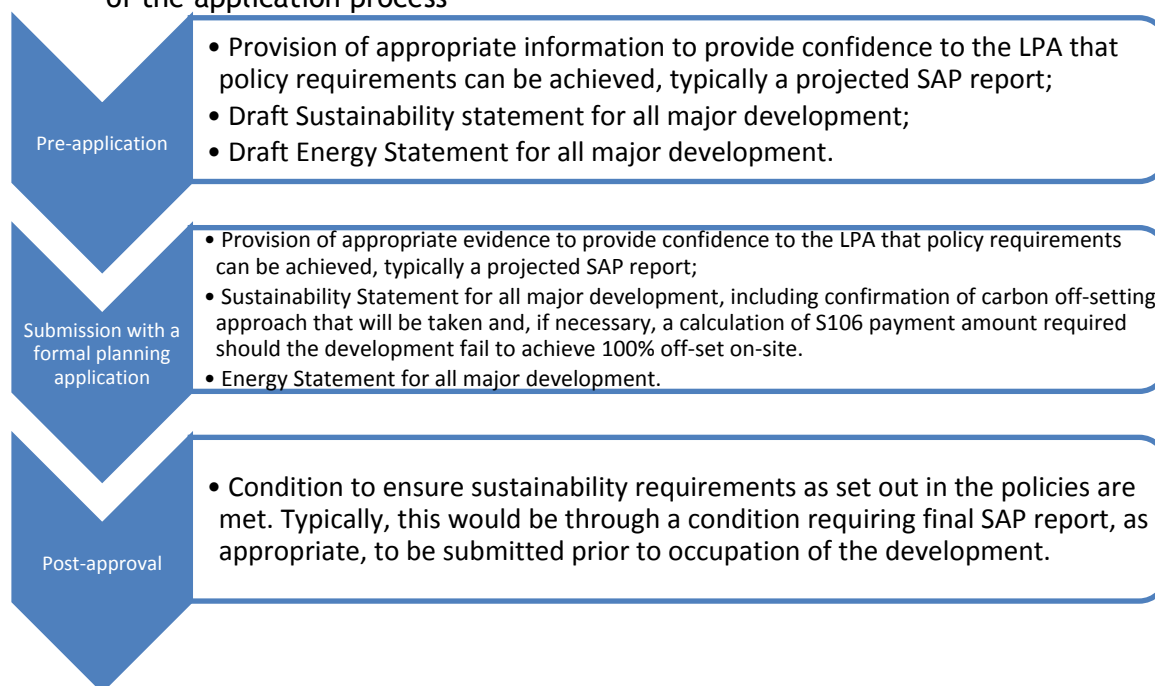 of the application process
Pre-application
• Provision of appropriate information to provide confidence to the LPA that
policy requirements can be achieved, typically a projected SAP report;
• Draft Sustainability statement for all major development;
• Draft Energy Statement for all major development.
Submission with a
formal planning
application
• Provision of appropriate evidence to provide confidence to the LPA that policy requirements
can be achieved, typically a projected SAP report;
• Sustainability Statement for all major development, including confirmation of carbon off-setting
approach that will be taken and, if necessary, a calculation of S106 payment amount required
should the development fail to achieve 100% off-set on-site.
• Energy Statement for all major development.
Post-approval
• Condition to ensure sustainability requirements as set out in the policies are
met. Typically, this would be through a condition requiring final SAP report, as
appropriate, to be submitted prior to occupation of the development.